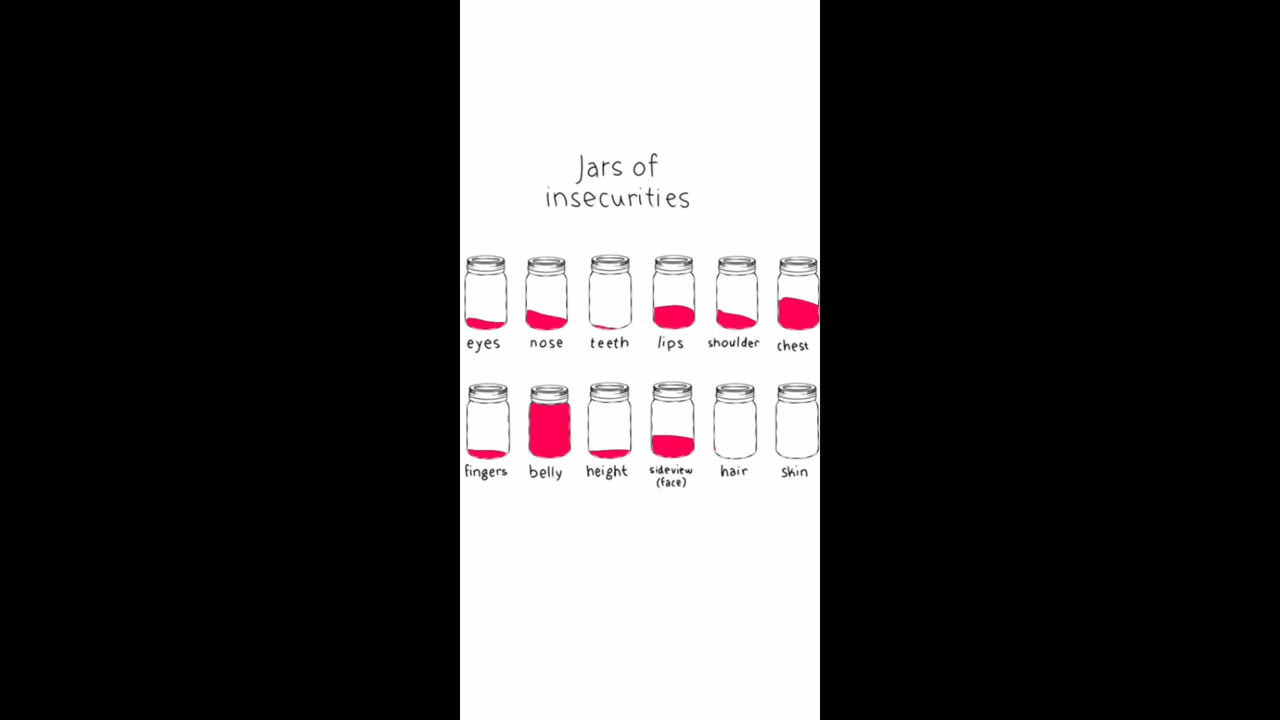 Jars of
insecurities
eyes nose teeth lips shoulder chest
fingers belly height sideview (face) hair skin